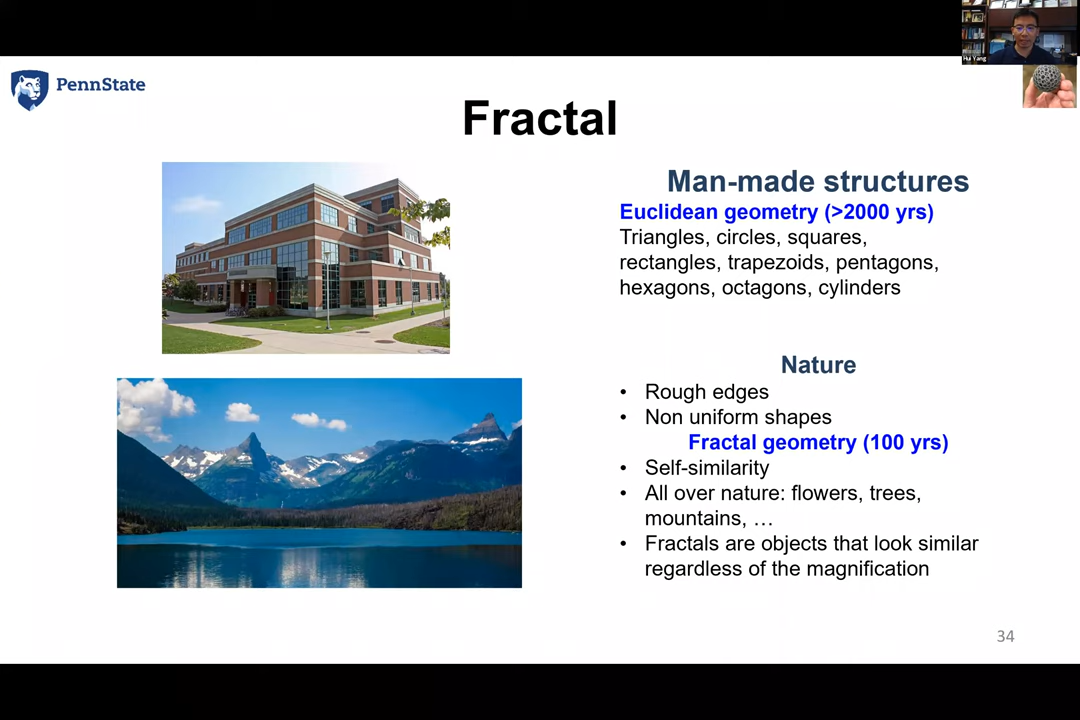 Hui Yang
PennState
Fractal
Man-made structures
Euclidean geometry (>2000 yrs)
Triangles, circles, squares,
rectangles, trapezoids, pentagons,
hexagons, octagons, cylinders
Nature
• Rough edges
• Non uniform shapes
Fractal geometry (100 yrs)
• Self-similarity
• All over nature: flowers, trees,
mountains, …
• Fractals are objects that look similar
regardless of the magnification
34